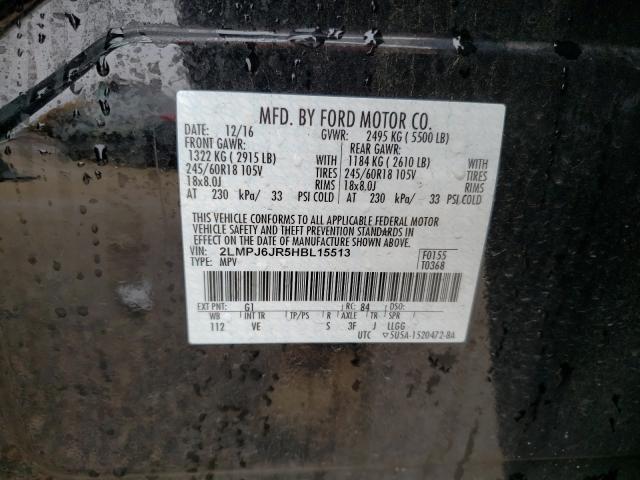 MFD. BY FORD MOTOR CO.
DATE: 12/16 GVWR: 2495 KG ( 5500 LB)
FRONT GAWR: REAR GAWR:
1322 KG ( 2915 LB) WITH 1184 KG ( 2610 LB) WITH
245/60R18 105V TIRES 245/60R18 105V TIRES
18x8.0J RIMS 18x8.0J RIMS
AT 230 kPa/ 33 PSI COLD AT 230 kPa/ 33 PSI COLD
THIS VEHICLE CONFORMS TO ALL APPLICABLE FEDERAL MOTOR
VEHICLE SAFETY AND THEFT PREVENTION STANDARDS IN
EFFECT ON THE DATE OF MANUFACTURE SHOWN ABOVE.
VIN: 2LMPJ6JR5HBL15513 F0155
TYPE: MPV T0368
EXT PNT: G1 RC: 84 DSO:
WB INT TR TP/PS R AXLE TR SPR
112 VE S 3F J LLGG
UTC ▽5U5A-1520472-BA